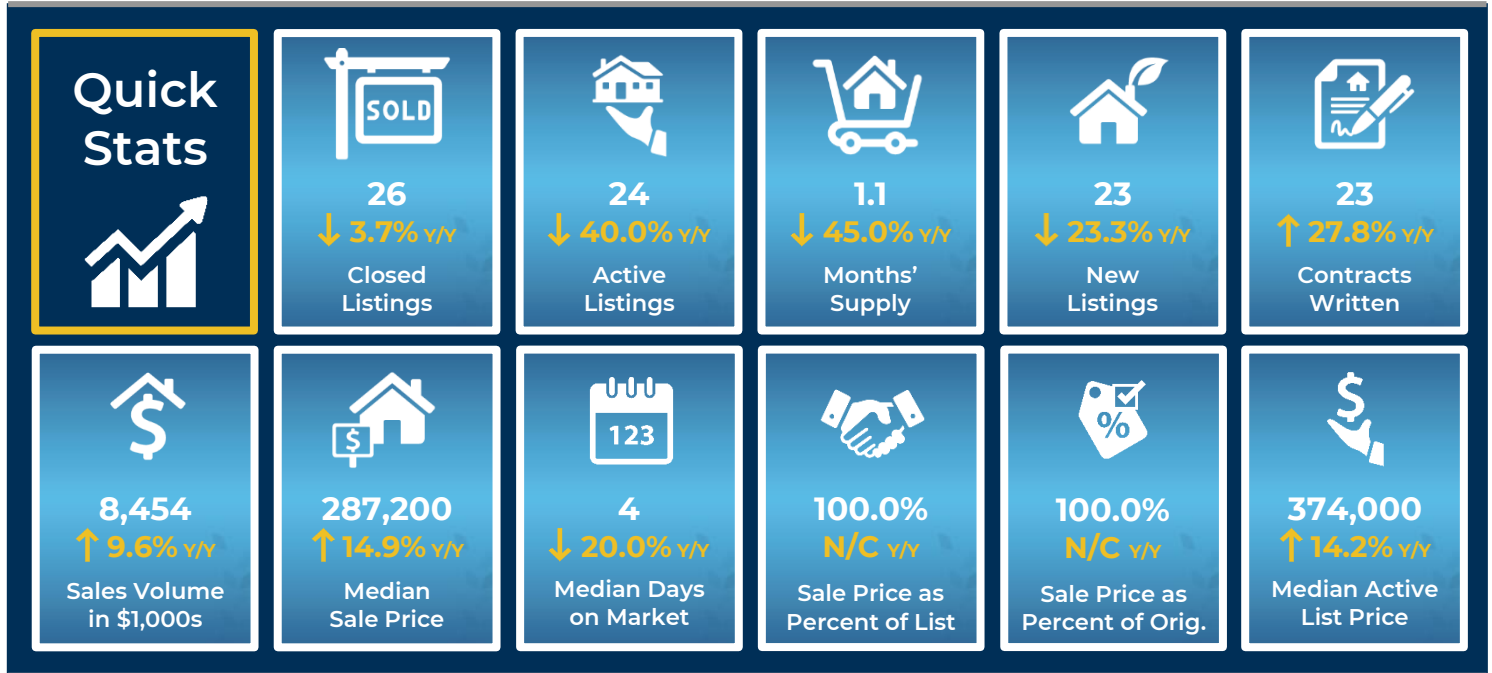 Quick
Stats
SOLD
26
↓ 3.7% Y/Y
Closed
Listings
24
↓ 40.0% Y/Y
Active
Listings
1.1
↓ 45.0% Y/Y
Months’
Supply
23
↓ 23.3% Y/Y
New
Listings
23
↑ 27.8% Y/Y
Contracts
Written
$
8,454
↑ 9.6% Y/Y
Sales Volume
in $1,000s
$
287,200
↑ 14.9% Y/Y
Median
Sale Price
123
4
↓ 20.0% Y/Y
Median Days
on Market
100.0%
N/C Y/Y
Sale Price as
Percent of List
%
100.0%
N/C Y/Y
Sale Price as
Percent of Orig.
$
374,000
↑ 14.2% Y/Y
Median Active
List Price